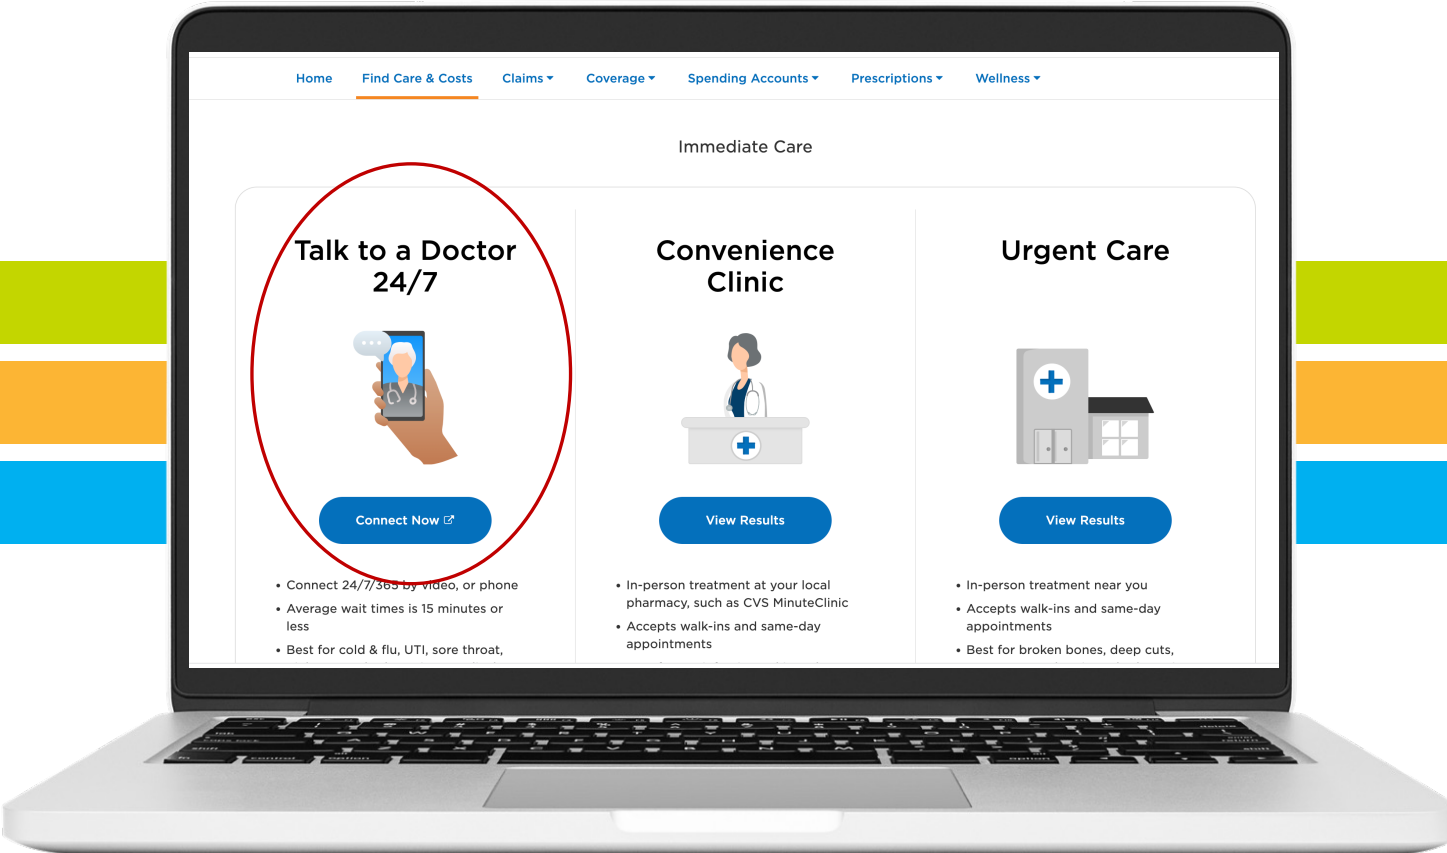 Home Find Care & Costs Claims Coverage Spending Accounts Prescriptions Wellness
Immediate Care
Talk to a Doctor
24/7
Connect Now
• Connect 24/7/365 by video, or phone
• Average wait times is 15 minutes or
less
• Best for cold & flu, UTI, sore throat,
Convenience
Clinic
View Results
• In-person treatment at your local
pharmacy, such as CVS MinuteClinic
• Accepts walk-ins and same-day
appointments
Urgent Care
View Results
• In-person treatment near you
• Accepts walk-ins and same-day
appointments
• Best for broken bones, deep cuts,